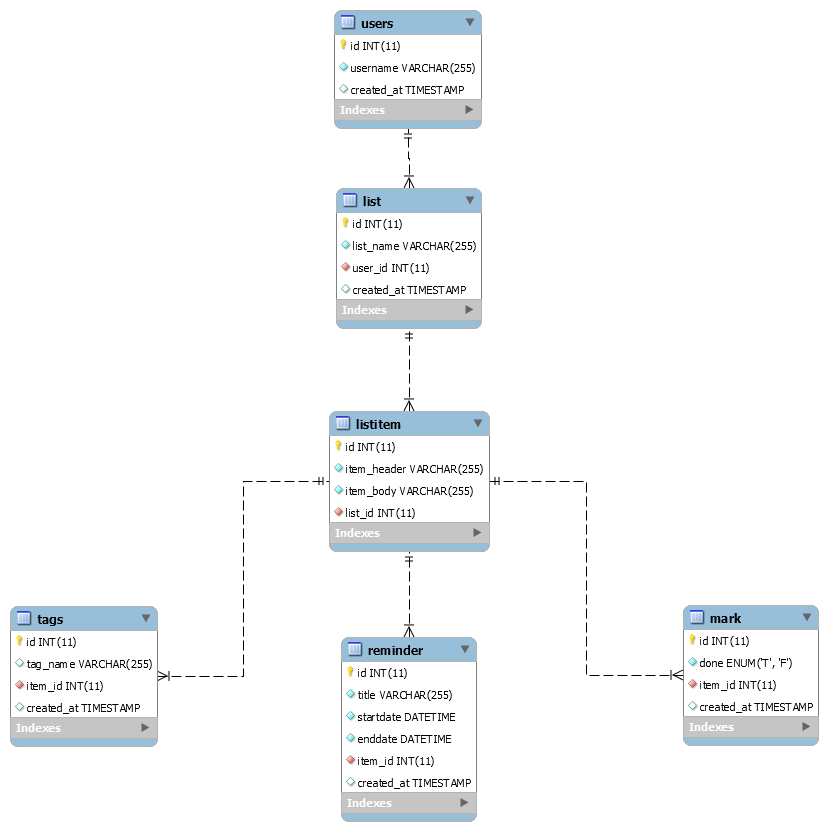 users
id INT(11)
username VARCHAR(255)
created_at TIMESTAMP
Indexes
list
id INT(11)
list_name VARCHAR(255)
user_id INT(11)
created_at TIMESTAMP
Indexes
listitem
id INT(11)
item_header VARCHAR(255)
item_body VARCHAR(255)
list_id INT(11)
Indexes
tags
id INT(11)
tag_name VARCHAR(255)
item_id INT(11)
created_at TIMESTAMP
Indexes
reminder
id INT(11)
title VARCHAR(255)
startdate DATETIME
enddate DATETIME
item_id INT(11)
created_at TIMESTAMP
Indexes
mark
id INT(11)
done ENUM('T', 'F')
item_id INT(11)
created_at TIMESTAMP
Indexes